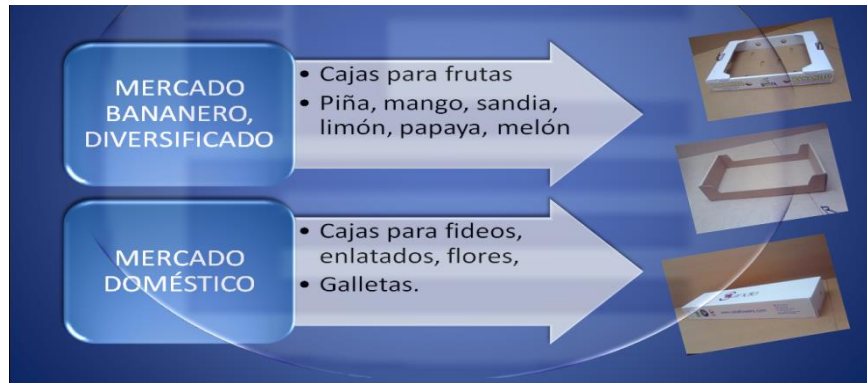 MERCADO
BANANERO,
DIVERSIFICADO
• Cajas para frutas
• Piña, mango, sandia,
limón, papaya, melón
MERCADO
DOMÉSTICO
• Cajas para fideos,
enlatados, flores,
• Galletas.